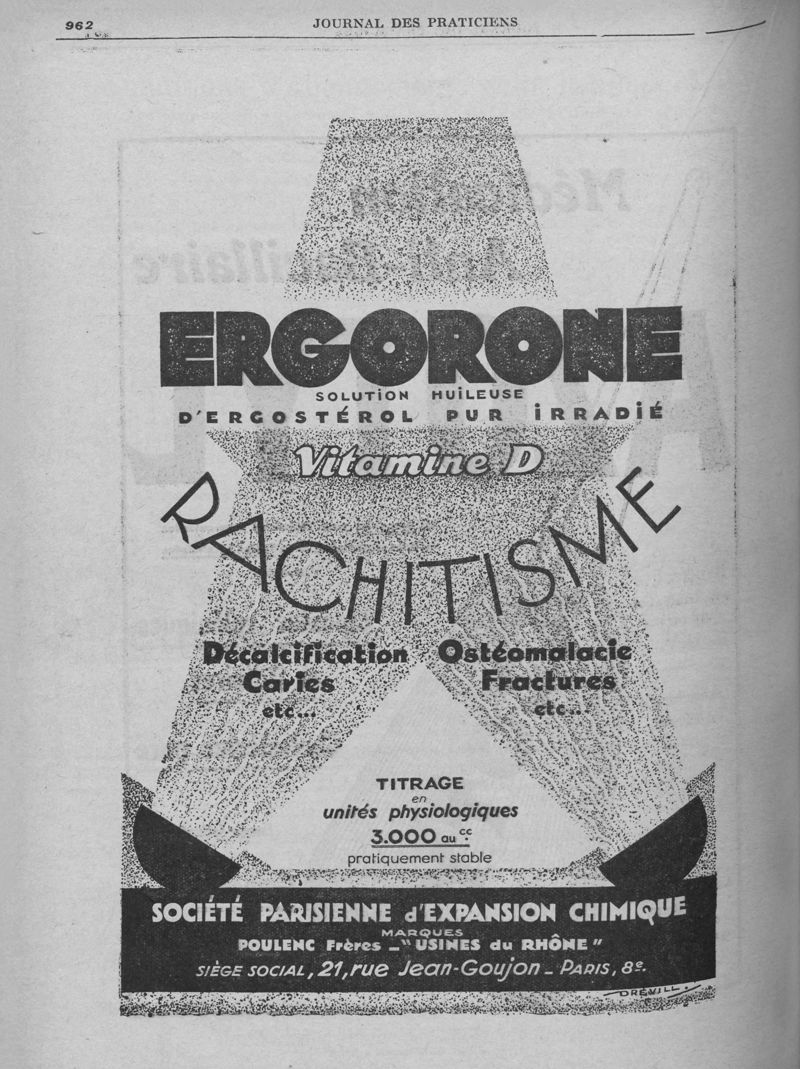 962
JOURNAL DES PRATICIENS
ERGORONE
SOLUTiON HUiLEUSE
D'ERGOSTÉROL PUR iRRADiÉ
Vitamine D
RACHITISME
Décalcification
Caries
etc...
Ostéomalacie
Fractures
etc...
TITRAGE
en
unités physiologiques
3.000 au cc.
pratiquement stable
SOCIÉTÉ PARISIENNE d'EXPANSION CHIMIQUE
MARQUES
POULENC Frères _ "USINES du RHÔNE"
SIÈGE SOCIAL, 21, rue Jean-Goujon _ PARIS, 8e.
DRÉVILL.